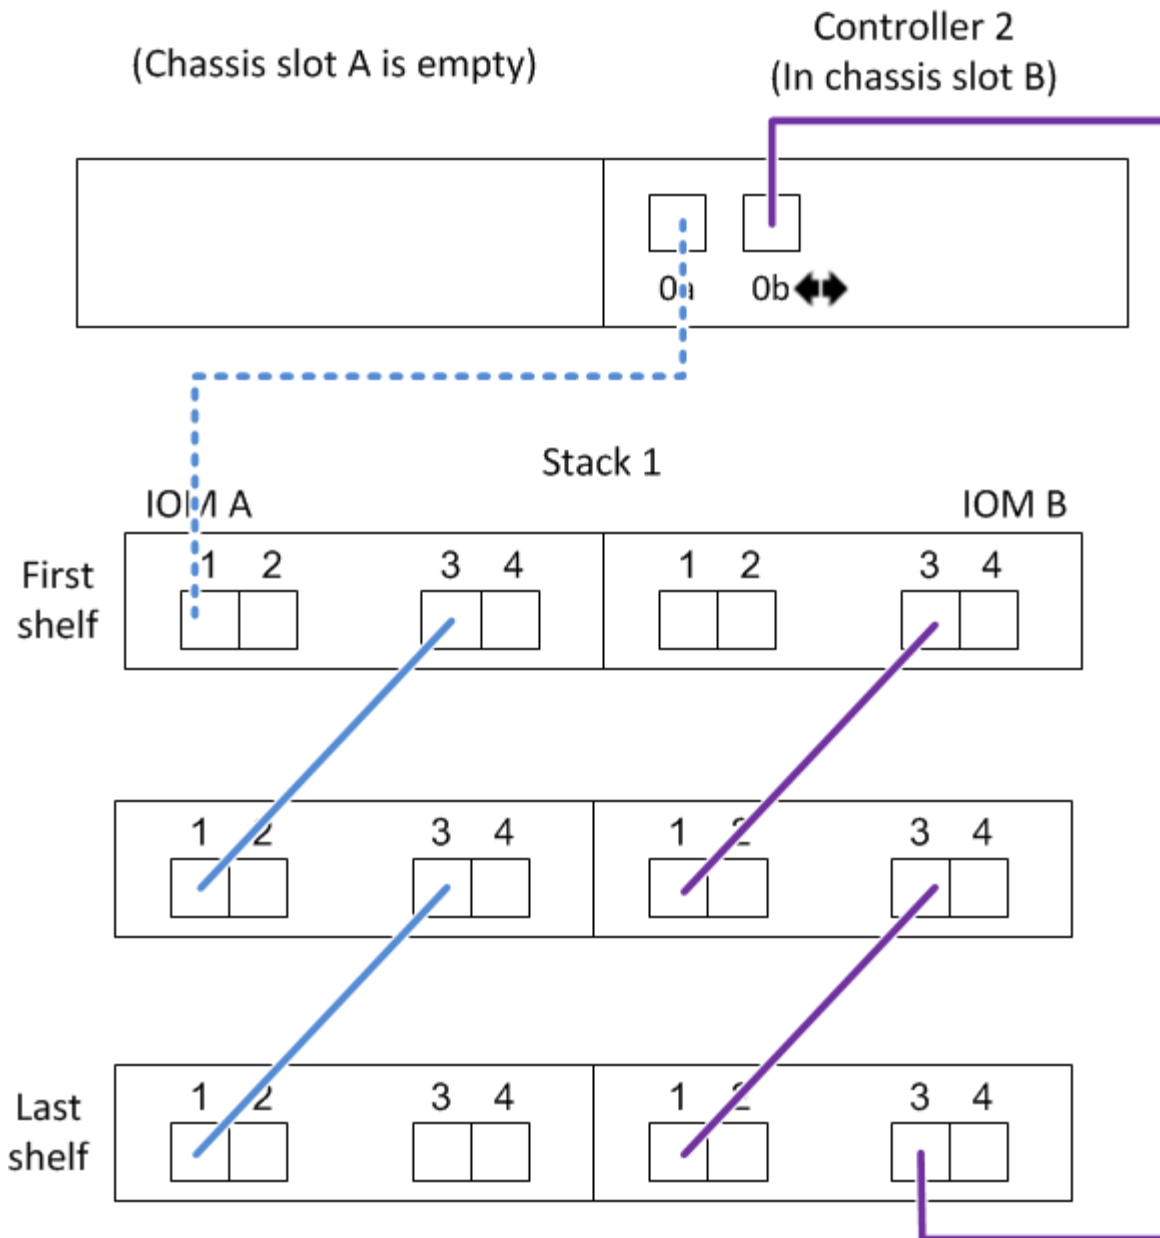 (Chassis slot A is empty)
Controller 2
(In chassis slot B)
0a
0b
Stack 1
IOM A
IOM B
First
shelf
1 2 3 4 1 2 3 4
1 2 3 4 1 2 3 4
Last
shelf
1 2 3 4 1 2 3 4